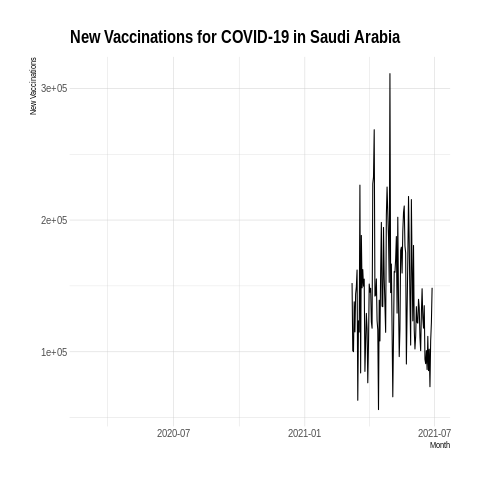 New Vaccinations for COVID-19 in Saudi Arabia
New Vaccinations
3e+05
2e+05
1e+05
2020-07
2021-01
2021-07
Month